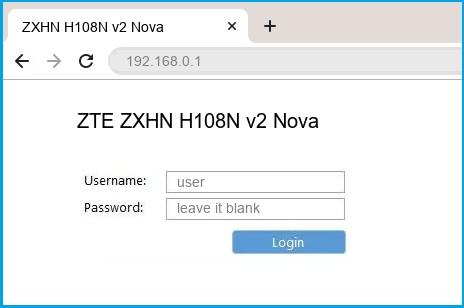 ZXHN H108N v2 Nova
192.168.0.1
ZTE ZXHN H108N v2 Nova
Username: user
Password: leave it blank
Login